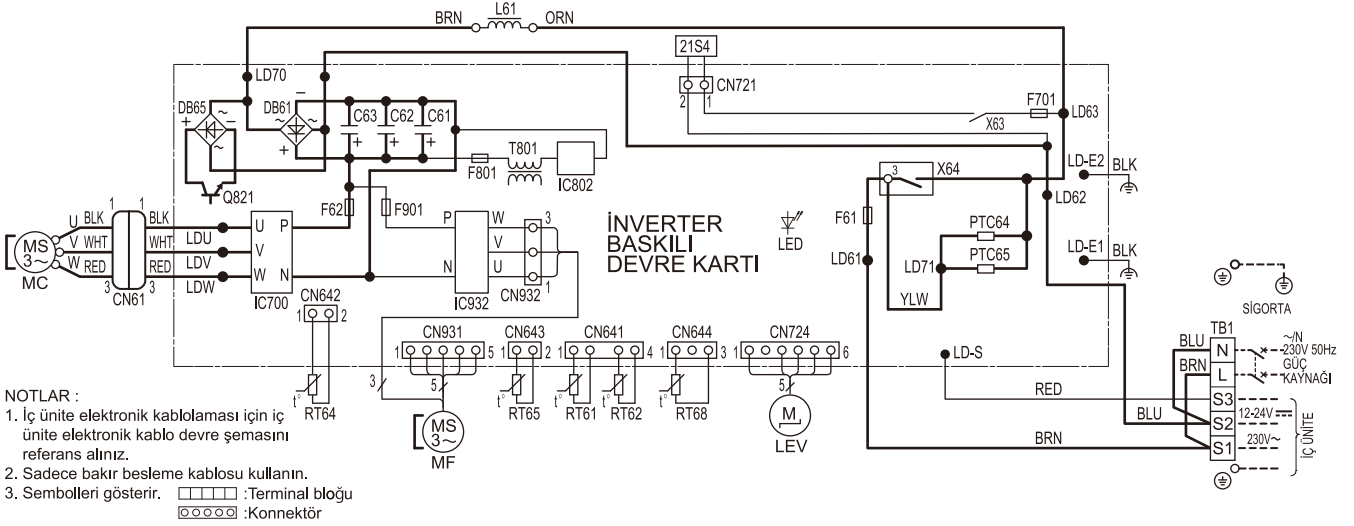 BRN
L61
ORN
21S4
LD70
CN721
2
1
F701
LD63
X63
DB65
DB61
C63
C62
C61
T801
F801
IC802
Q821
F62
F901
LD-E2
BLK
X64
3
LD62
F61
PTC64
PTC65
LD71
LD61
YLW
LD-E1
BLK
MS
3~
MC
U
V
W
BLK
WHT
RED
1
1
3
3
CN61
BLK
WHT
RED
LDU
LDV
LDW
U
V
W
P
N
IC700
P
N
W
V
U
IC932
3
1
CN932
İNVERTER
BASKILI
DEVRE KARTI
LED
CN642
1
2
CN931
1
5
CN643
1
2
CN641
1
4
CN644
1
3
CN724
1
6
LD-S
3
5
5
t°
RT64
MS
3~
MF
t°
RT65
t°
RT61
t°
RT62
t°
RT68
M
LEV
RED
BLU
BRN
SİGORTA
TB1
BLU
BRN
N
L
S3
S2
S1
~/N
230V 50Hz
GÜÇ
KAYNAĞI
12-24V
230V~
İÇ ÜNİTE
NOTLAR :
1. İç ünite elektronik kablolaması için iç
ünite elektronik kablo devre şemasını
referans alınız.
2. Sadece bakır besleme kablosu kullanın.
3. Sembolleri gösterir.
:Terminal bloğu
:Konnektör